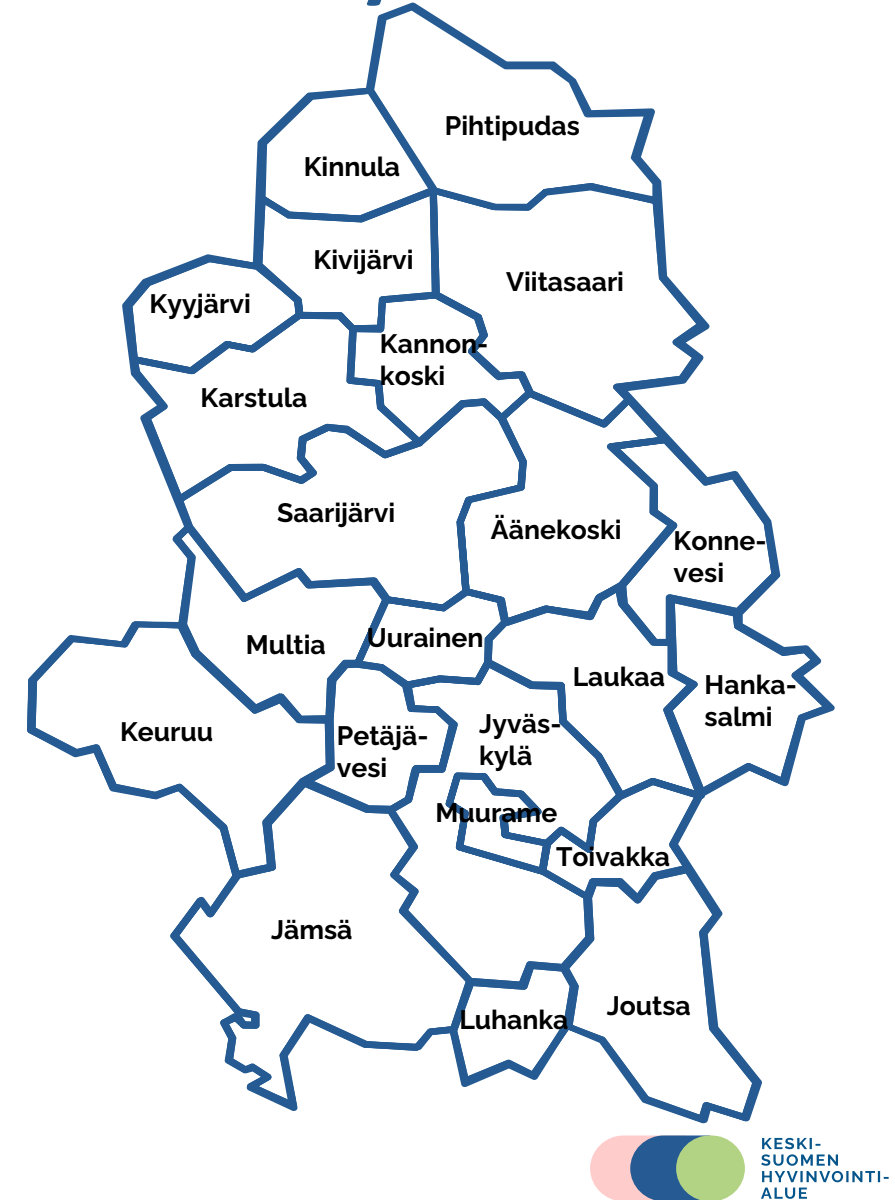 Pihtipudas
Kinnula
Kivijärvi
Viitasaari
Kyyjärvi
Kannon-
koski
Karstula
Saarijärvi
Äänekoski
Konne-
vesi
Multia
Uurainen
Laukaa
Hanka-
salmi
Keuruu
Petäjä-
vesi
Jyväs-
kylä
Muurame
Toivakka
Jämsä
Luhanka
Joutsa
KESKI-
SUOMEN
HYVINVOINTI-
ALUE